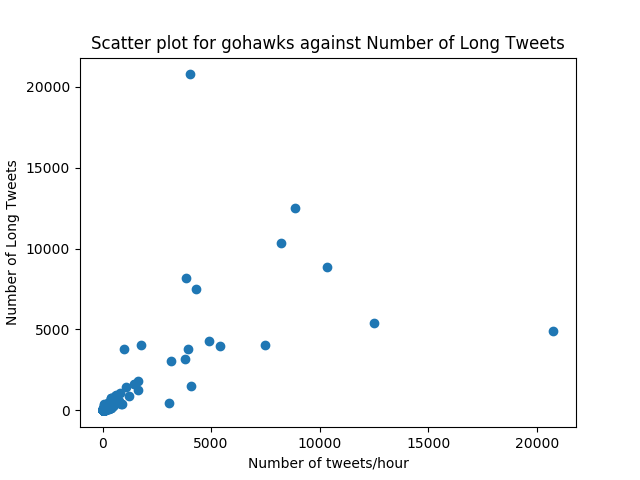 Scatter plot for gohawks against Number of Long Tweets
20000
15000
10000
5000
0
Number of Long Tweets
0 5000 10000 15000 20000
Number of tweets/hour